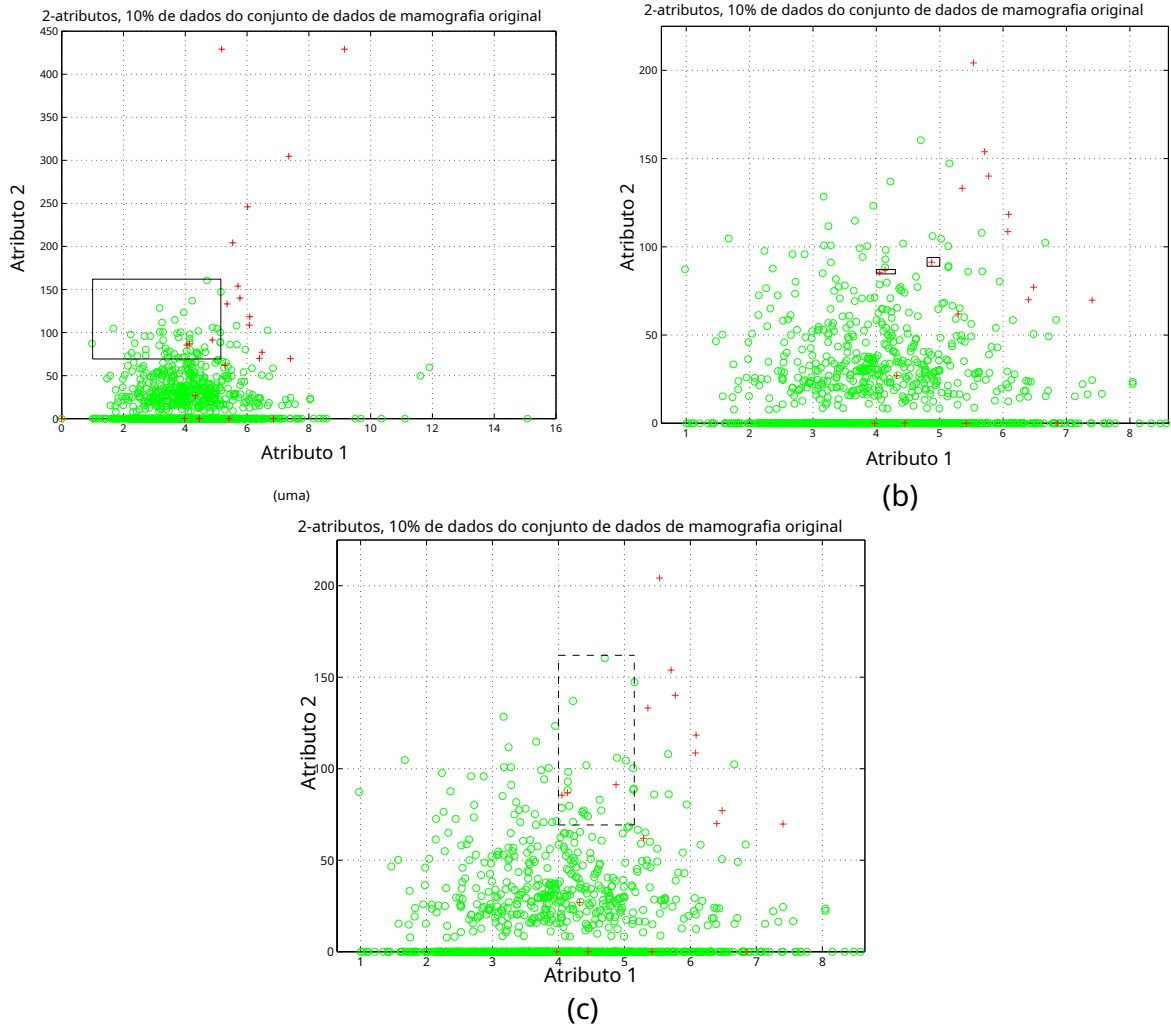 2-atributos, 10% de dados do conjunto de dados de mamografia original
450
400
350
300
250
200
150
100
50
0
0 2 4 6 8 10 12 14 16
Atributo 2
Atributo 1
(uma)
2-atributos, 10% de dados do conjunto de dados de mamografia original
200
150
100
50
0
1 2 3 4 5 6 7 8
Atributo 2
Atributo 1
(b)
2-atributos, 10% de dados do conjunto de dados de mamografia original
200
150
100
50
0
1 2 3 4 5 6 7 8
Atributo 2
Atributo 1
(c)